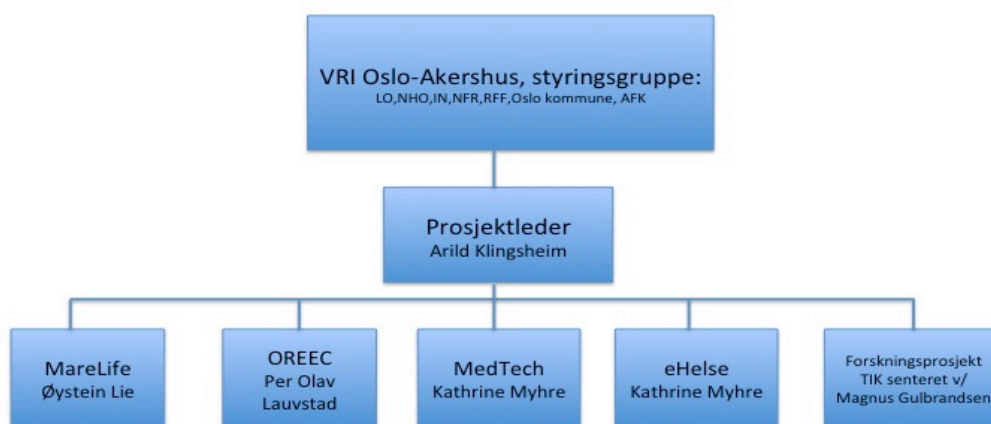 VRI Oslo-Akershus, styringsgruppe:
LO,NHO,IN,NFR,RFF,Oslo kommune, AFK
Prosjektleder
Arild Klingsheim
MareLife
Øystein Lie
OREEC
Per Olav
Lauvstad
MedTech
Kathrine Myhre
eHelse
Kathrine Myhre
Forskningsprosjekt
TIK senteret v/
Magnus Gulbrandsen